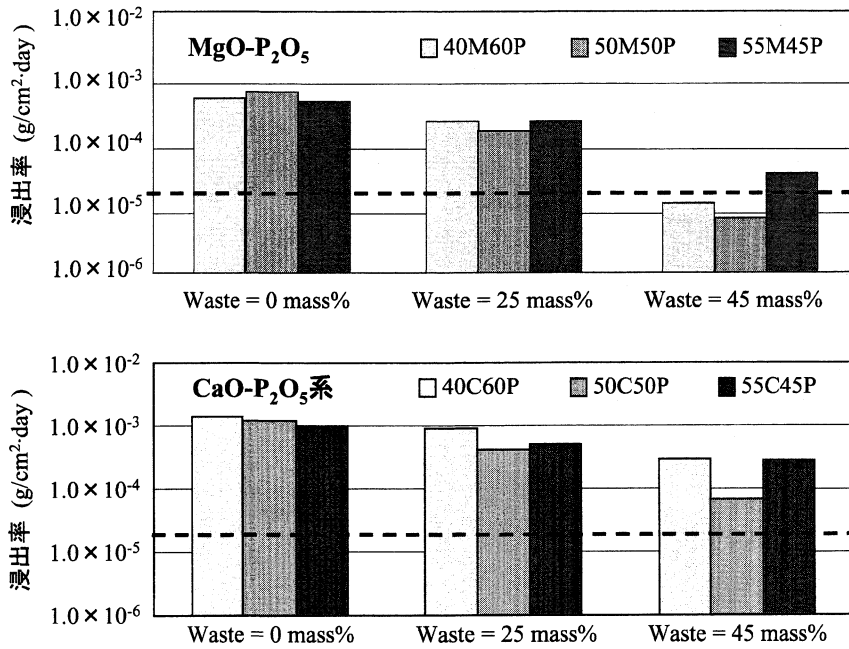 1.0×10⁻²
MgO-P₂O₅ 40M60P 50M50P 55M45P
1.0×10⁻³
1.0×10⁻⁴
1.0×10⁻⁵
1.0×10⁻⁶
浸出率 (g/cm²·day)
Waste = 0 mass% Waste = 25 mass% Waste = 45 mass%
1.0×10⁻²
CaO-P₂O₅系 40C60P 50C50P 55C45P
1.0×10⁻³
1.0×10⁻⁴
1.0×10⁻⁵
1.0×10⁻⁶
浸出率 (g/cm²·day)
Waste = 0 mass% Waste = 25 mass% Waste = 45 mass%